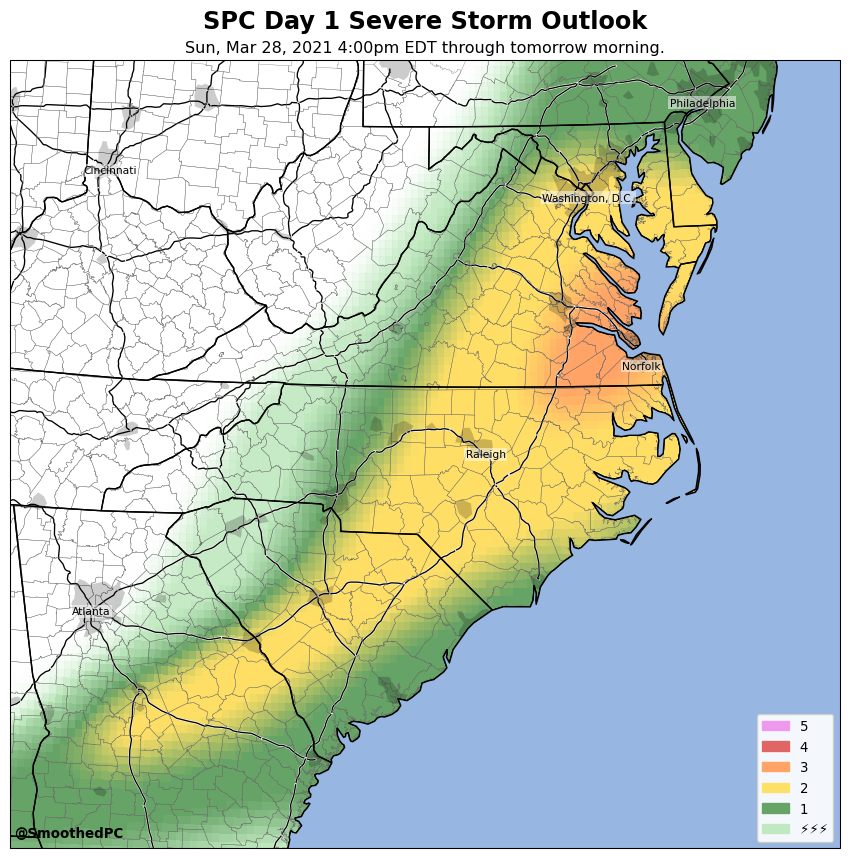 SPC Day 1 Severe Storm Outlook
Sun, Mar 28, 2021 4:00pm EDT through tomorrow morning.
Philadelphia
Cincinnati
Washington, D.C.
Norfolk
Raleigh
Atlanta
5
4
3
2
1
⚡⚡⚡
@SmoothedPC